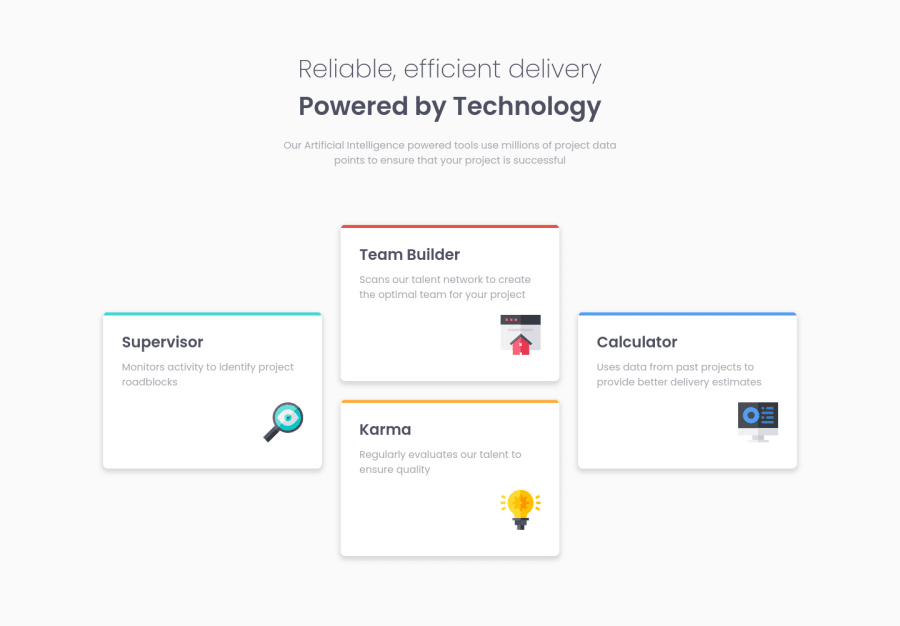 Reliable, efficient delivery
Powered by Technology
Our Artificial Intelligence powered tools use millions of project data
points to ensure that your project is successful
Supervisor
Monitors activity to identify project
roadblocks
Team Builder
Scans our talent network to create
the optimal team for your project
Karma
Regularly evaluates our talent to
ensure quality
Calculator
Uses data from past projects to
provide better delivery estimates